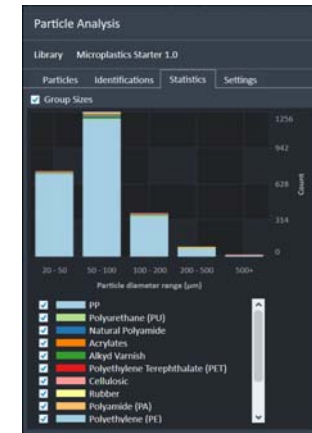 Particle Analysis
Library Microplastics Starter 1.0
Particles Identifications Statistics Settings
Group Sizes
1256
942
628
314
0
Count
20 - 50 50 - 100 100 - 200 200 - 500 500+
Particle diameter range (µm)
PP
Polyurethane (PU)
Natural Polyamide
Acrylates
Alkyd Varnish
Polyethylene Terephthalate (PET)
Cellulosic
Rubber
Polyamide (PA)
Polyethylene (PE)